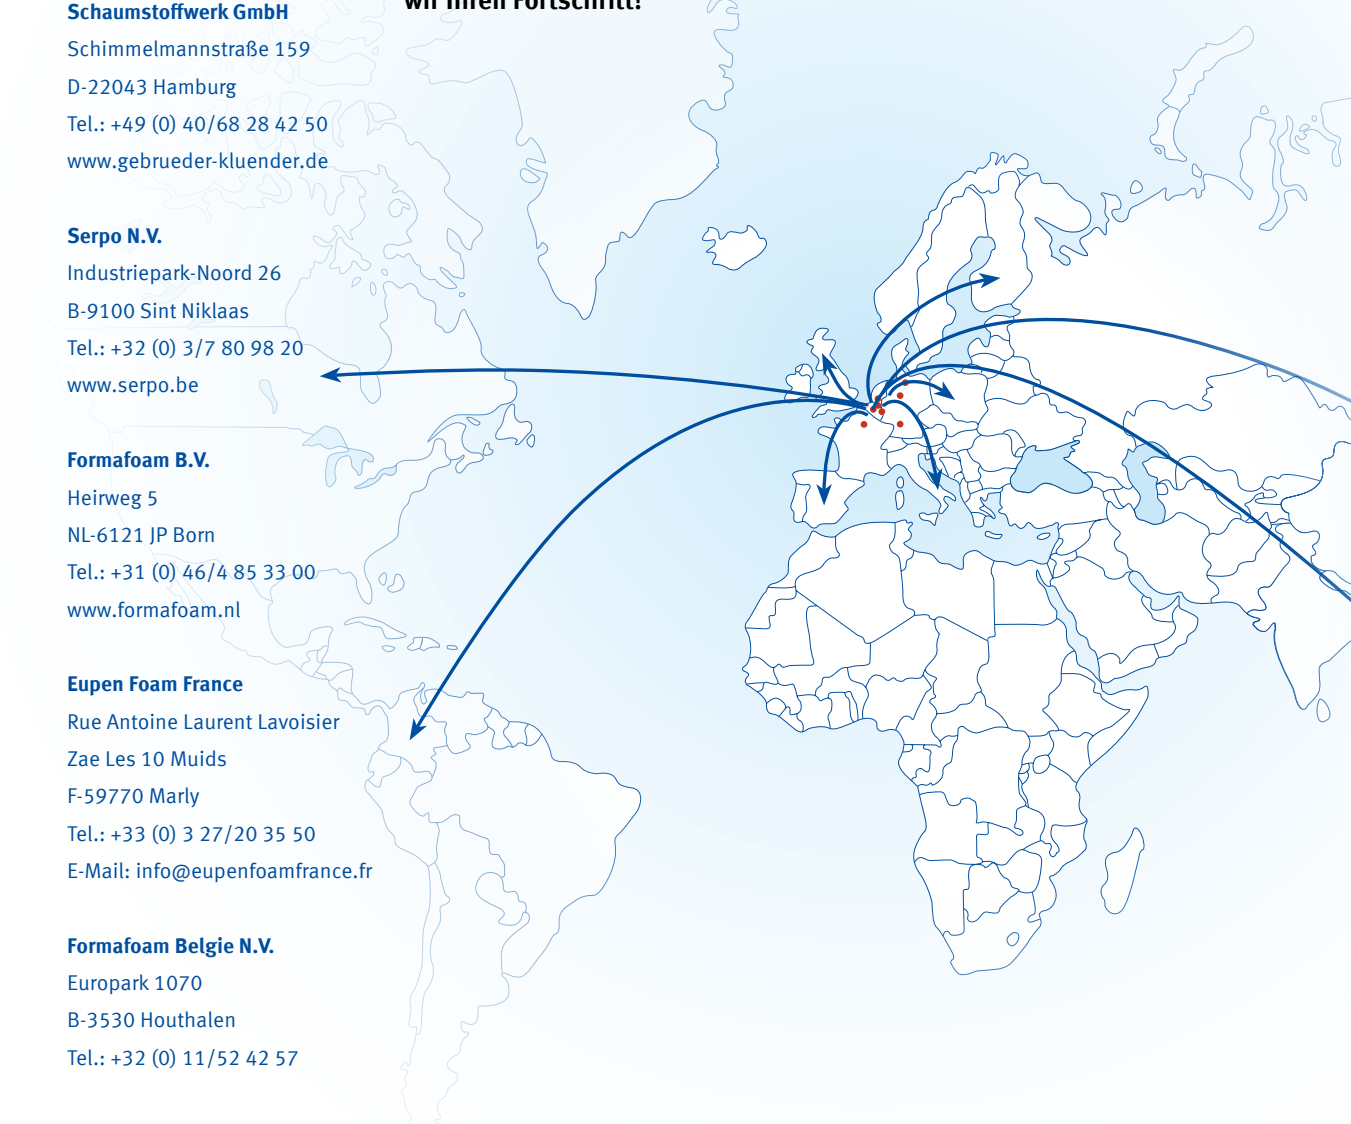 wir Ihren Fortschritt!
Schaumstoffwerk GmbH
Schimmelmannstraße 159
D-22043 Hamburg
Tel.: +49 (0) 40/68 28 42 50
www.gebrueder-kluender.de
Serpo N.V.
Industriepark-Noord 26
B-9100 Sint Niklaas
Tel.: +32 (0) 3/7 80 98 20
www.serpo.be
Formafoam B.V.
Heirweg 5
NL-6121 JP Born
Tel.: +31 (0) 46/4 85 33 00
www.formafoam.nl
Eupen Foam France
Rue Antoine Laurent Lavoisier
Zae Les 10 Muids
F-59770 Marly
Tel.: +33 (0) 3 27/20 35 50
E-Mail: info@eupenfoamfrance.fr
Formafoam Belgie N.V.
Europark 1070
B-3530 Houthalen
Tel.: +32 (0) 11/52 42 57